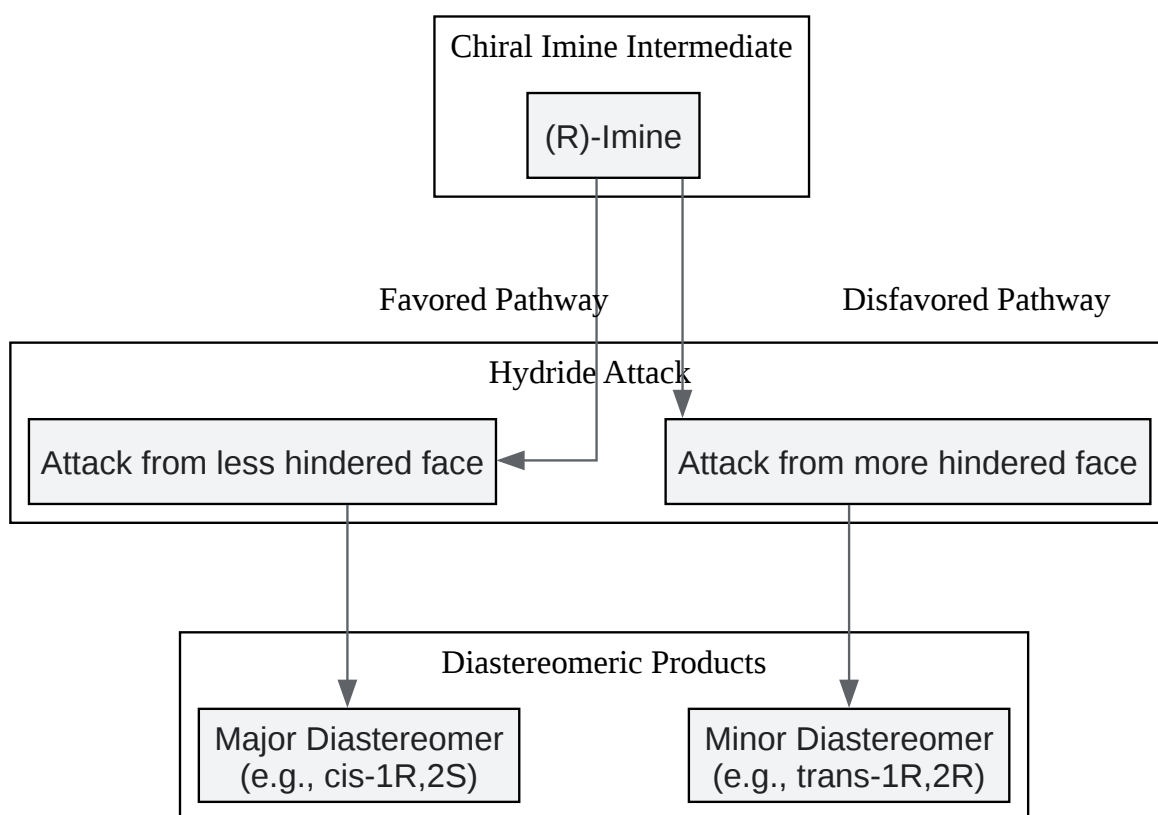 Chiral Imine Intermediate
(R)-Imine
Favored Pathway
Disfavored Pathway
Hydride Attack
Attack from less hindered face
Attack from more hindered face
Diastereomeric Products
Major Diastereomer
(e.g., cis-1R,2S)
Minor Diastereomer
(e.g., trans-1R,2R)